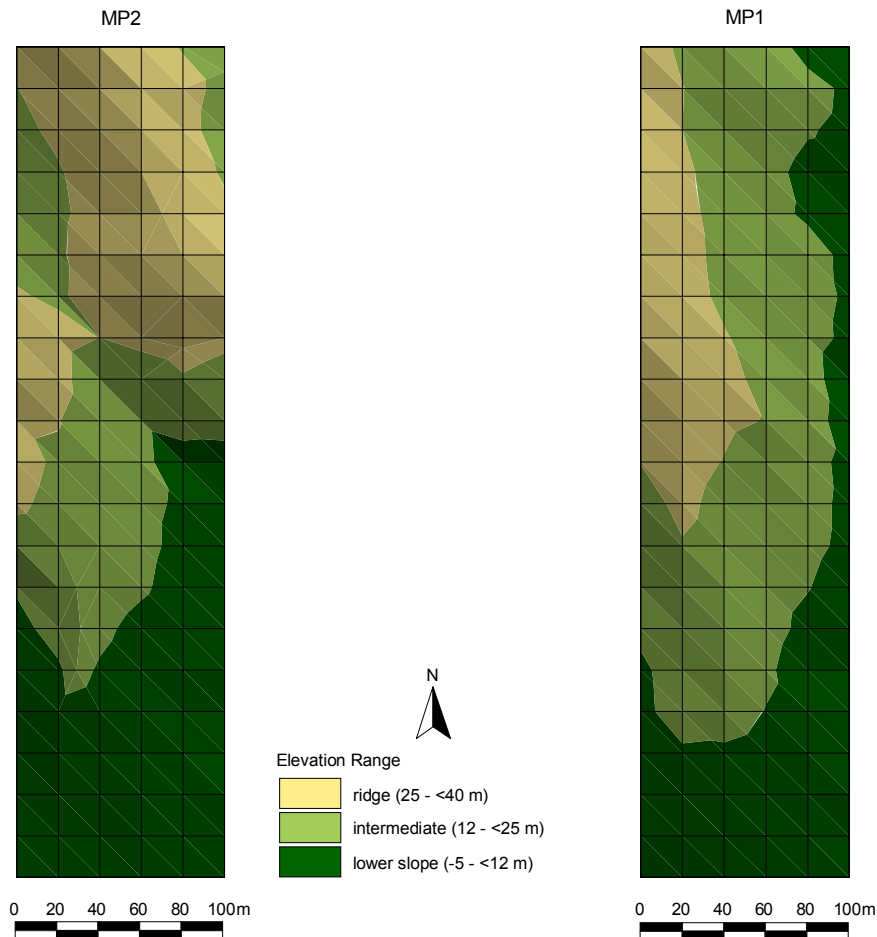 MP2
MP1
N
Elevation Range
ridge (25 - <40 m)
intermediate (12 - <25 m)
lower slope (-5 - <12 m)
0 20 40 60 80 100m
0 20 40 60 80 100m